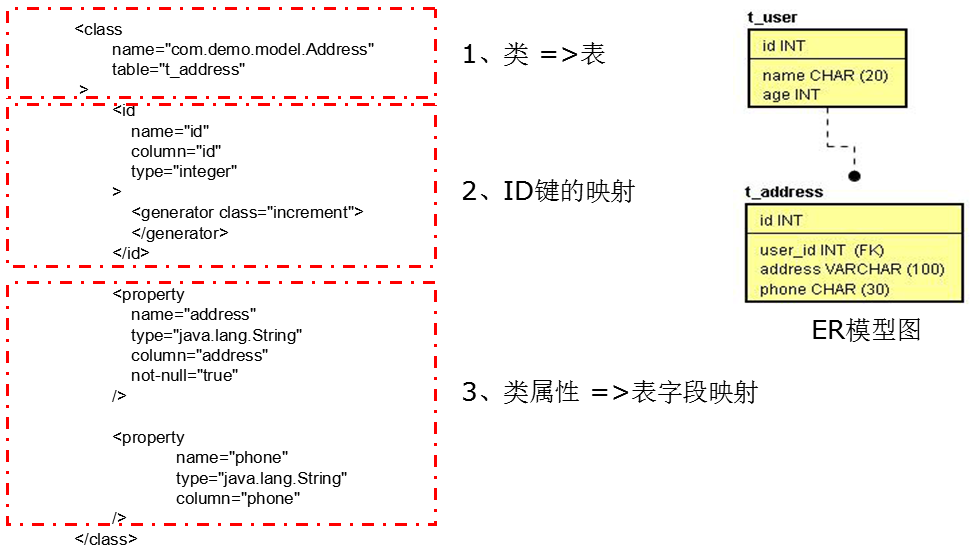 <class
name="com.demo.model.Address"
table="t_address"
>
<id
name="id"
column="id"
type="integer"
>
<generator class="increment">
</generator>
</id>
<property
name="address"
type="java.lang.String"
column="address"
not-null="true"
/>
<property
name="phone"
type="java.lang.String"
column="phone"
/>
</class>
1、类 =>表
2、ID键的映射
3、类属性 =>表字段映射
t_user
id INT
name CHAR (20)
age INT
t_address
id INT
user_id INT (FK)
address VARCHAR (100)
phone CHAR (30)
ER模型图